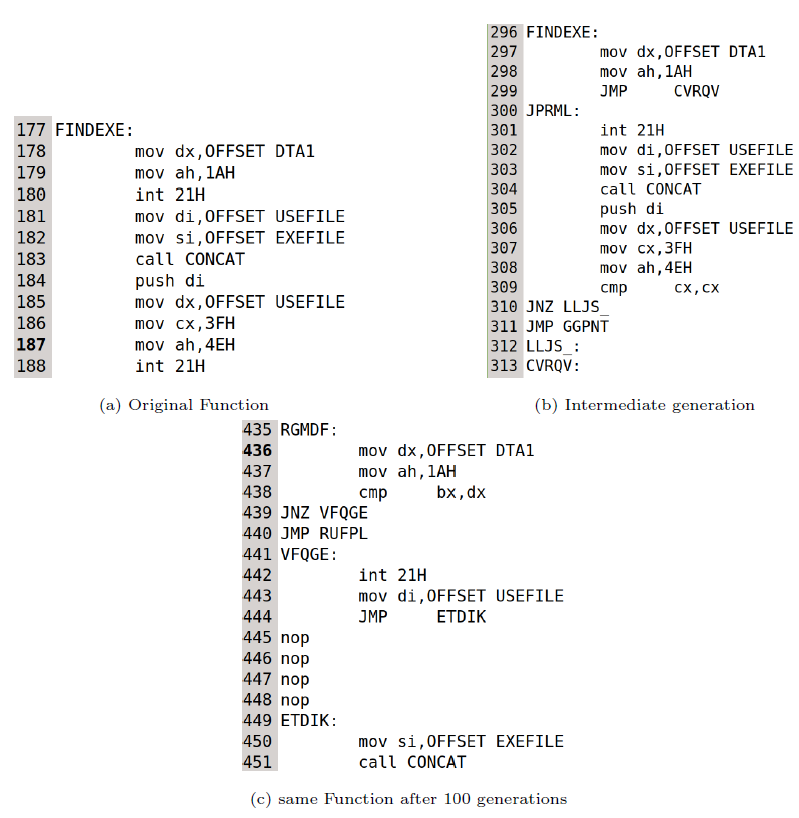 177 FINDEXE:
178 mov dx,OFFSET DTA1
179 mov ah,1AH
180 int 21H
181 mov di,OFFSET USEFILE
182 mov si,OFFSET EXEFILE
183 call CONCAT
184 push di
185 mov dx,OFFSET USEFILE
186 mov cx,3FH
187 mov ah,4EH
188 int 21H
(a) Original Function
296 FINDEXE:
297 mov dx,OFFSET DTA1
298 mov ah,1AH
299 JMP CVRQV
300 JPRML:
301 int 21H
302 mov di,OFFSET USEFILE
303 mov si,OFFSET EXEFILE
304 call CONCAT
305 push di
306 mov dx,OFFSET USEFILE
307 mov cx,3FH
308 mov ah,4EH
309 cmp cx,cx
310 JNZ LLJS_
311 JMP GGPNT
312 LLJS_:
313 CVRQV:
(b) Intermediate generation
435 RGMDF:
436 mov dx,OFFSET DTA1
437 mov ah,1AH
438 cmp bx,dx
439 JNZ VFQGE
440 JMP RUFPL
441 VFQGE:
442 int 21H
443 mov di,OFFSET USEFILE
444 JMP ETDIK
445 nop
446 nop
447 nop
448 nop
449 ETDIK:
450 mov si,OFFSET EXEFILE
451 call CONCAT
(c) same Function after 100 generations